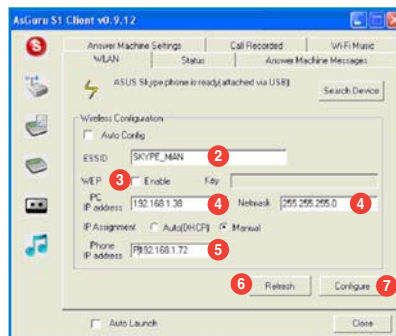 AsGuru S1 Client v0.9.12
Answer Machine Settings Call Recorded Wi-Fi Music
WLAN Status Answer Machine Messages
ASUS Skype phone is ready(attached via USB)
Search Device
Wireless Configuration
Auto Config
ESSID SKYPE_MAN 2
WEP 3 Enable Key
PC
IP address 192.168.1.38 4 Netmask 255.255.255.0 4
IP Assignment Auto(DHCP) Manual
Phone
IP address 192.168.1.72 5
6 Refresh Configure 7
Auto Launch Close